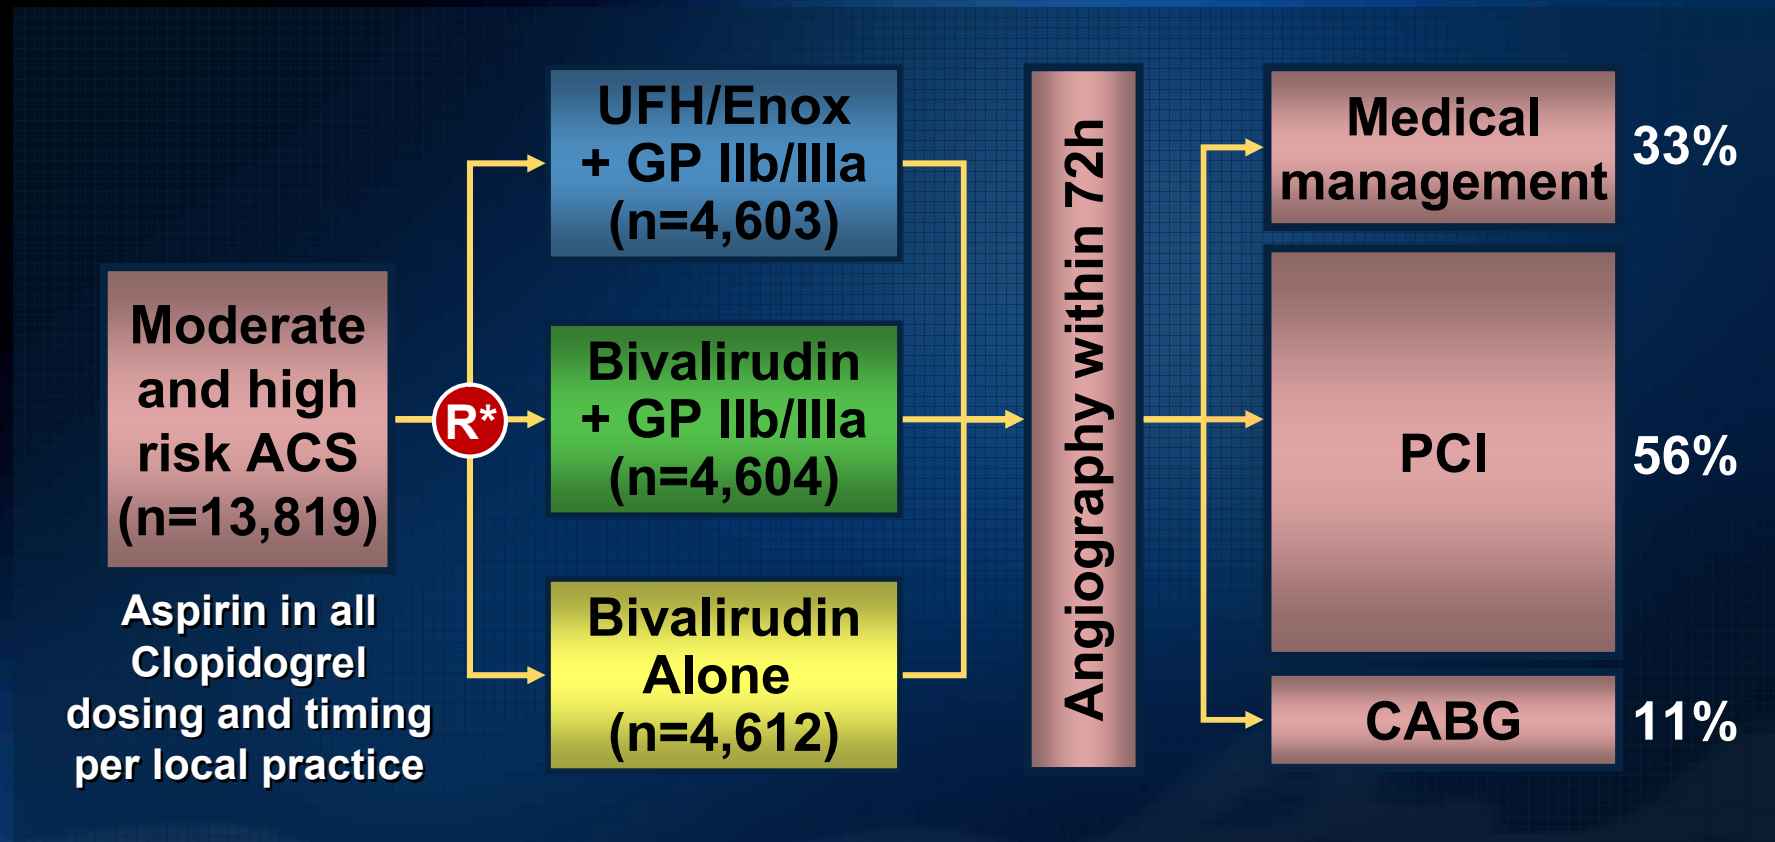 Moderate
and high
risk ACS
(n=13,819)
Aspirin in all
Clopidogrel
dosing and timing
per local practice
R*
UFH/Enox
+ GP IIb/IIIa
(n=4,603)
Bivalirudin
+ GP IIb/IIIa
(n=4,604)
Bivalirudin
Alone
(n=4,612)
Angiography within 72h
Medical
management
33%
PCI
56%
CABG
11%